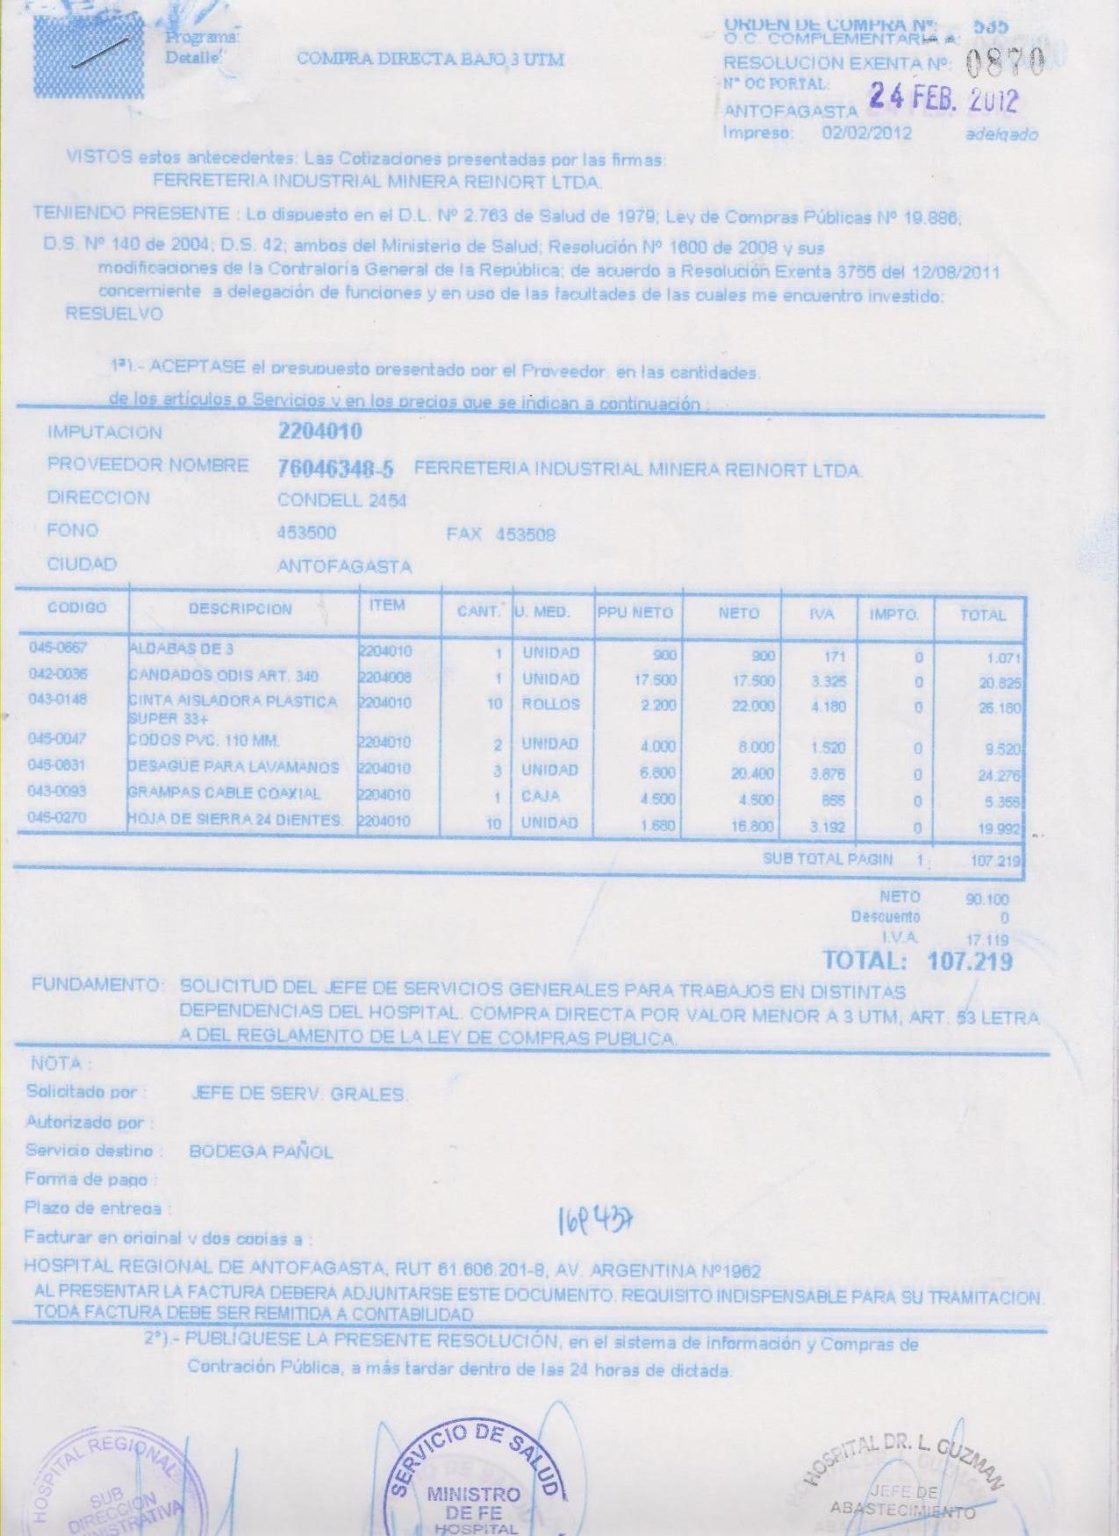 Programa:
Detalle:
COMPRA DIRECTA BAJO 3 UTM
ORDEN DE COMPRA Nº: 535
O.C. COMPLEMENTARIA A:
RESOLUCION EXENTA Nº: 0870
Nº OC PORTAL:
24 FEB. 2012
ANTOFAGASTA
Impreso: 02/02/2012 adelgado
VISTOS estos antecedentes: Las Cotizaciones presentadas por las firmas:
FERRETERIA INDUSTRIAL MINERA REINORT LTDA.
TENIENDO PRESENTE : Lo dispuesto en el D.L. Nº 2.763 de Salud de 1979; Ley de Compras Públicas Nº 19.886;
D.S. Nº 140 de 2004; D.S. 42; ambos del Ministerio de Salud; Resolución Nº 1600 de 2008 y sus
modificaciones de la Contraloría General de la República; de acuerdo a Resolución Exenta 3755 del 12/08/2011
concerniente a delegación de funciones y en uso de las facultades de las cuales me encuentro investido:
RESUELVO
1ª).- ACEPTASE el presupuesto presentado por el Proveedor en las cantidades.
de los artículos o Servicios y en los precios que se indican a continuación :
IMPUTACION 2204010
PROVEEDOR NOMBRE 76046348-5 FERRETERIA INDUSTRIAL MINERA REINORT LTDA.
DIRECCION CONDELL 2454
FONO 453500 FAX 453508
CIUDAD ANTOFAGASTA
CODIGO DESCRIPCION ITEM CANT. U. MED. PPU NETO NETO IVA IMPTO. TOTAL
045-0667 ALDABAS DE 3 2204010 1 UNIDAD 900 900 171 0 1.071
042-0036 CANDADOS ODIS ART. 340 2204008 1 UNIDAD 17.500 17.500 3.325 0 20.825
043-0148 CINTA AISLADORA PLASTICA 2204010 10 ROLLOS 2.200 22.000 4.180 0 26.180
SUPER 33+
045-0047 CODOS PVC. 110 MM. 2204010 2 UNIDAD 4.000 8.000 1.520 0 9.520
045-0831 DESAGUE PARA LAVAMANOS 2204010 3 UNIDAD 6.800 20.400 3.876 0 24.276
043-0093 GRAMPAS CABLE COAXIAL 2204010 1 CAJA 4.500 4.500 855 0 5.355
045-0270 HOJA DE SIERRA 24 DIENTES 2204010 10 UNIDAD 1.680 16.800 3.192 0 19.992
SUB TOTAL PAGIN 1 107.219
NETO 90.100
Descuento 0
I.V.A. 17.119
TOTAL: 107.219
FUNDAMENTO: SOLICITUD DEL JEFE DE SERVICIOS GENERALES PARA TRABAJOS EN DISTINTAS
DEPENDENCIAS DEL HOSPITAL. COMPRA DIRECTA POR VALOR MENOR A 3 UTM, ART. 53 LETRA
A DEL REGLAMENTO DE LA LEY DE COMPRAS PUBLICA.
NOTA :
Solicitado por : JEFE DE SERV. GRALES.
Autorizado por :
Servicio destino : BODEGA PAÑOL
Forma de pago :
Plazo de entrega :
169437
Facturar en original y dos copias a :
HOSPITAL REGIONAL DE ANTOFAGASTA, RUT 61.606.201-8, AV. ARGENTINA Nº1962
AL PRESENTAR LA FACTURA DEBERA ADJUNTARSE ESTE DOCUMENTO. REQUISITO INDISPENSABLE PARA SU TRAMITACION.
TODA FACTURA DEBE SER REMITIDA A CONTABILIDAD
2º).- PUBLÍQUESE LA PRESENTE RESOLUCIÓN, en el sistema de información y Compras de
Contración Pública, a más tardar dentro de las 24 horas de dictada.
HOSPITAL REGIONAL
SUB
DIRECCION
SERVICIO DE SALUD
MINISTRO
DE FE
HOSPITAL
HOSPITAL DR. L. GUZMAN
JEFE DE
ABASTECIMIENTO